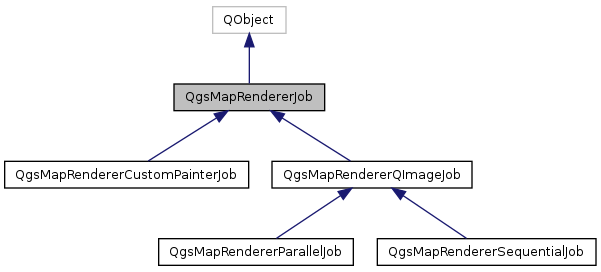 QObject
QgsMapRendererJob
QgsMapRendererCustomPainterJob
QgsMapRendererQImageJob
QgsMapRendererParallelJob
QgsMapRendererSequentialJob